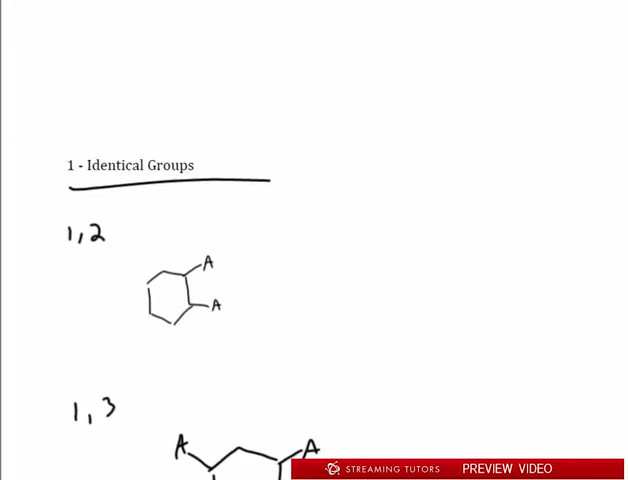 1 - Identical Groups
1,2
A
A
1,3
A
A
STREAMING TUTORS PREVIEW VIDEO